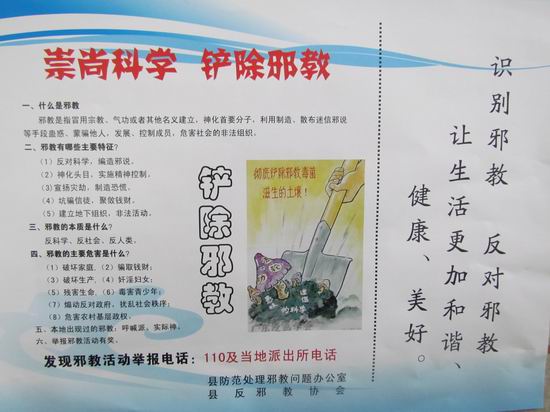 崇尚科学 铲除邪教
一、什么是邪教
邪教是指冒用宗教、气功或者其他名义建立，神化首要分子，利用制造、散布迷信邪说
等手段蛊惑、蒙骗他人，发展、控制成员，危害社会的非法组织。
二、邪教有哪些主要特征？
（1）反对科学，编造邪说。
（2）神化头目，实施精神控制。
（3）宣扬灾劫，制造恐慌。
（4）坑骗信徒，聚敛钱财。
（5）建立地下组织，非法活动。
三、邪教的本质是什么？
反科学、反社会、反人类。
四、邪教的主要危害是什么？
（1）破坏家庭，（2）骗取钱财；
（3）破坏生产，（4）奸淫妇女；
（5）残害生命，（6）毒害青少年；
（7）煽动反对政府，扰乱社会秩序；
（8）危害农村基层政权。
五、本地出现过的邪教：呼喊派、实际神。
六、举报邪教活动有奖。
铲除邪教
彻底铲除邪教毒菌
滋生的土壤！
发现邪教活动举报电话：110及当地派出所电话
县防范处理邪教问题办公室
县反邪教协会
识别邪教 反对邪教
让生活更加和谐、
健康、美好。